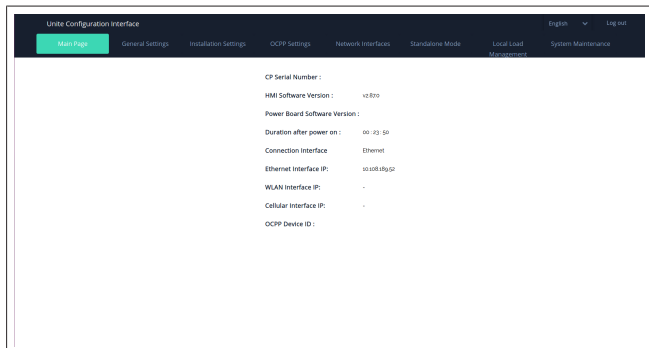 Unite Configuration Interface
English
Log out
Main Page
General Settings
Installation Settings
OCPP Settings
Network Interfaces
Standalone Mode
Local Load
Management
System Maintenance
CP Serial Number :
HMI Software Version : v2.87.0
Power Board Software Version :
Duration after power on : 00 : 23 : 50
Connection Interface Ethernet
Ethernet Interface IP: 10.108.189.52
WLAN Interface IP: -
Cellular Interface IP: -
OCPP Device ID :